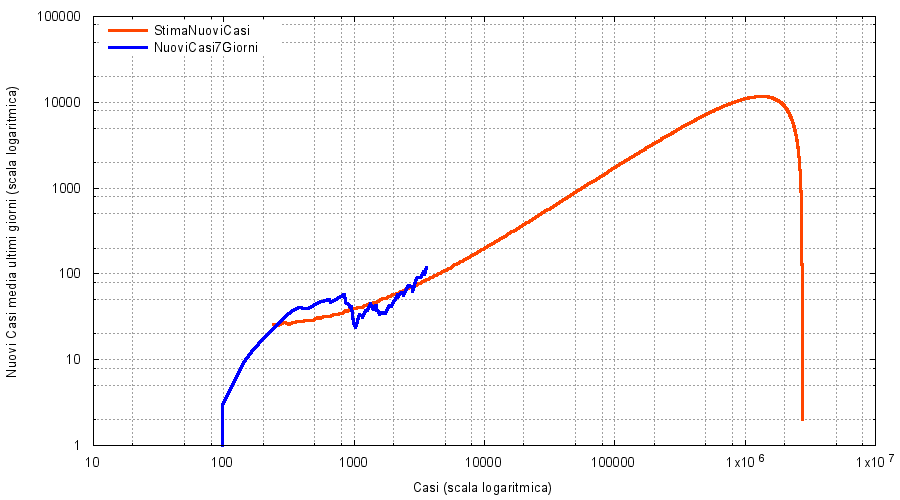 100000
10000
1000
100
10
1
StimaNuoviCasi
NuoviCasi7Giorni
Nuovi Casi media ultimi giorni (scala logaritmica)
10 100 1000 10000 100000 1x10 6 1x10 7
Casi (scala logaritmica)